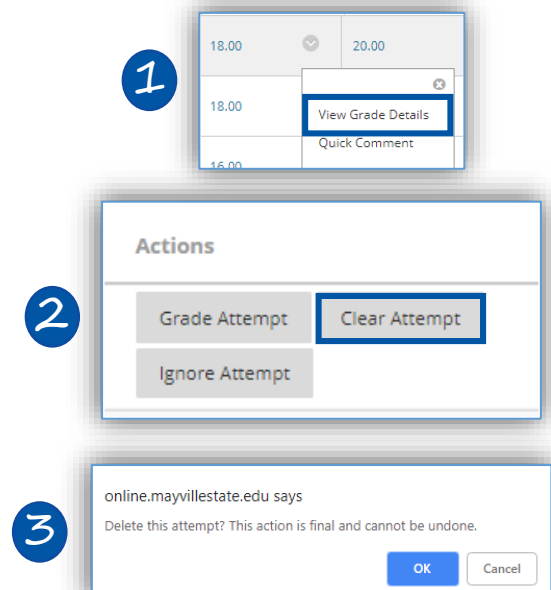 1
18.00 20.00
18.00
View Grade Details
Quick Comment
16.00
2
Actions
Grade Attempt Clear Attempt
Ignore Attempt
3
online.mayvillestate.edu says
Delete this attempt? This action is final and cannot be undone.
OK Cancel